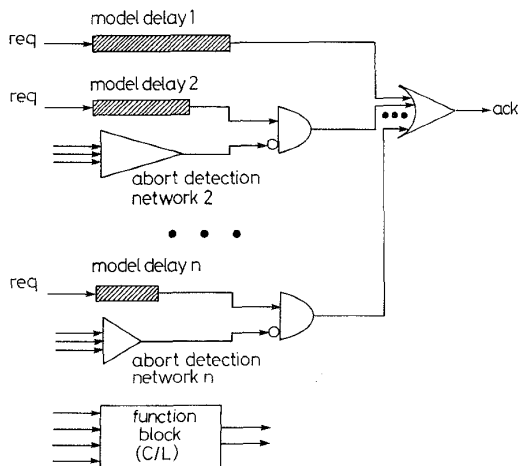 model delay 1
req
model delay 2
req
ack
abort detection
network 2
model delay n
req
abort detection
network n
function
block
(C/L)